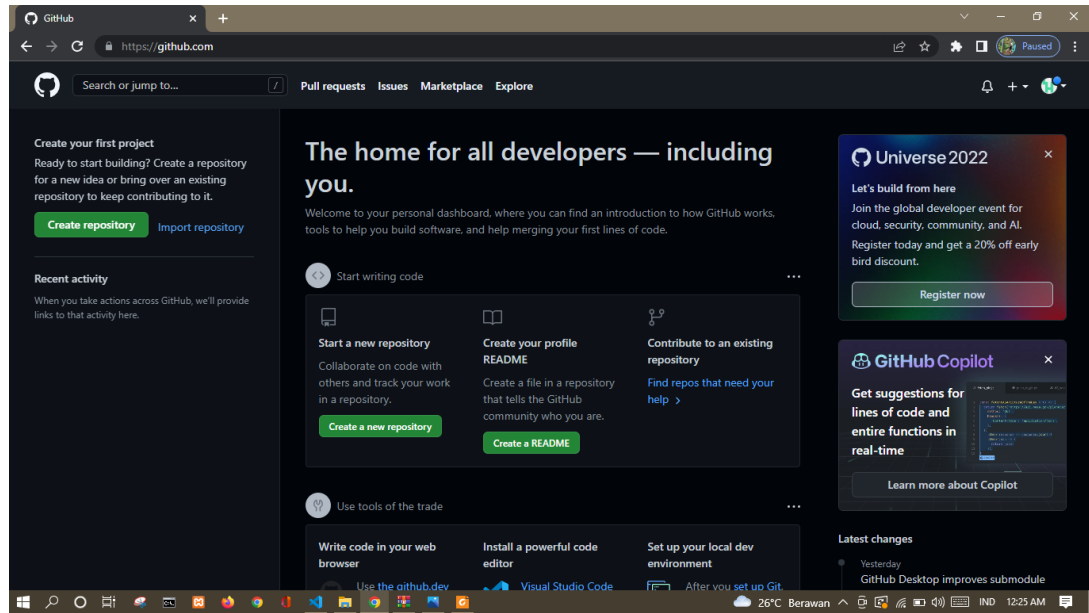 GitHub
https://github.com
Paused
Search or jump to...
/
Pull requests Issues Marketplace Explore
Create your first project
Ready to start building? Create a repository
for a new idea or bring over an existing
repository to keep contributing to it.
Create repository Import repository
Recent activity
When you take actions across GitHub, we'll provide
links to that activity here.
The home for all developers — including
you.
Welcome to your personal dashboard, where you can find an introduction to how GitHub works,
tools to help you build software, and help merging your first lines of code.
Start writing code
Start a new repository
Collaborate on code with
others and track your work
in a repository.
Create a new repository
Create your profile
README
Create a file in a repository
that tells the GitHub
community who you are.
Create a README
Contribute to an existing
repository
Find repos that need your
help
Use tools of the trade
Write code in your web
browser
Use the github.dev
Install a powerful code
editor
Visual Studio Code
Set up your local dev
environment
After you set up Git,
Universe 2022
Let's build from here
Join the global developer event for
cloud, security, community, and AI.
Register today and get a 20% off early
bird discount.
Register now
GitHub Copilot
Get suggestions for
lines of code and
entire functions in
real-time
Learn more about Copilot
Latest changes
Yesterday
GitHub Desktop improves submodule
26°C Berawan
IND
12:25 AM